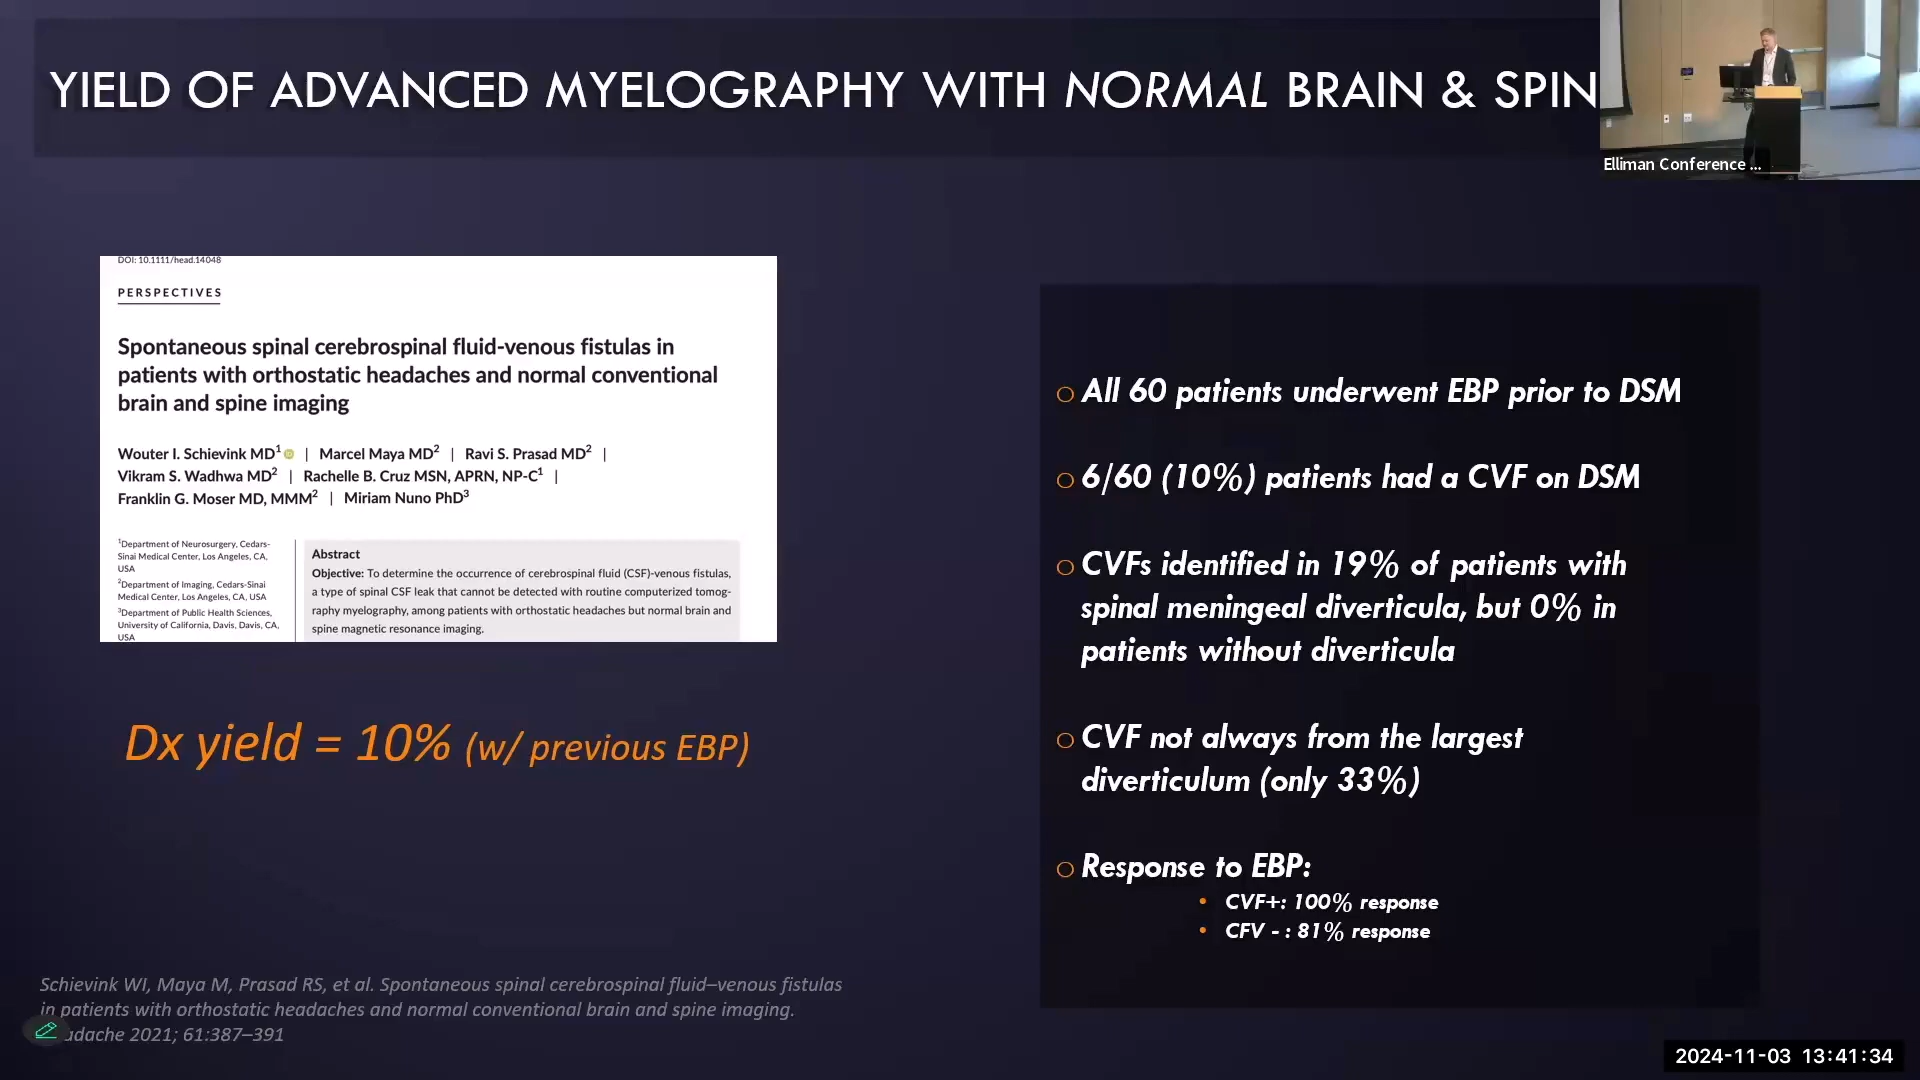 YIELD OF ADVANCED MYELOGRAPHY WITH NORMAL BRAIN & SPIN
Elliman Conference ...
DOI: 10.1111/head.14048
PERSPECTIVES
Spontaneous spinal cerebrospinal fluid-venous fistulas in
patients with orthostatic headaches and normal conventional
brain and spine imaging
Wouter I. Schievink MD1 | Marcel Maya MD2 | Ravi S. Prasad MD2 |
Vikram S. Wadhwa MD2 | Rachelle B. Cruz MSN, APRN, NP-C1 |
Franklin G. Moser MD, MMM2 | Miriam Nuno PhD3
1Department of Neurosurgery, Cedars-
Sinai Medical Center, Los Angeles, CA,
USA
2Department of Imaging, Cedars-Sinai
Medical Center, Los Angeles, CA, USA
3Department of Public Health Sciences,
University of California, Davis, Davis, CA,
USA
Abstract
Objective: To determine the occurrence of cerebrospinal fluid (CSF)-venous fistulas,
a type of spinal CSF leak that cannot be detected with routine computerized tomog-
raphy myelography, among patients with orthostatic headaches but normal brain and
spine magnetic resonance imaging.
Dx yield = 10% (w/ previous EBP)
o All 60 patients underwent EBP prior to DSM
o 6/60 (10%) patients had a CVF on DSM
o CVFs identified in 19% of patients with
spinal meningeal diverticula, but 0% in
patients without diverticula
o CVF not always from the largest
diverticulum (only 33%)
o Response to EBP:
• CVF+: 100% response
• CFV - : 81% response
Schievink WI, Maya M, Prasad RS, et al. Spontaneous spinal cerebrospinal fluid–venous fistulas
in patients with orthostatic headaches and normal conventional brain and spine imaging.
adache 2021; 61:387–391
2024-11-03 13:41:34